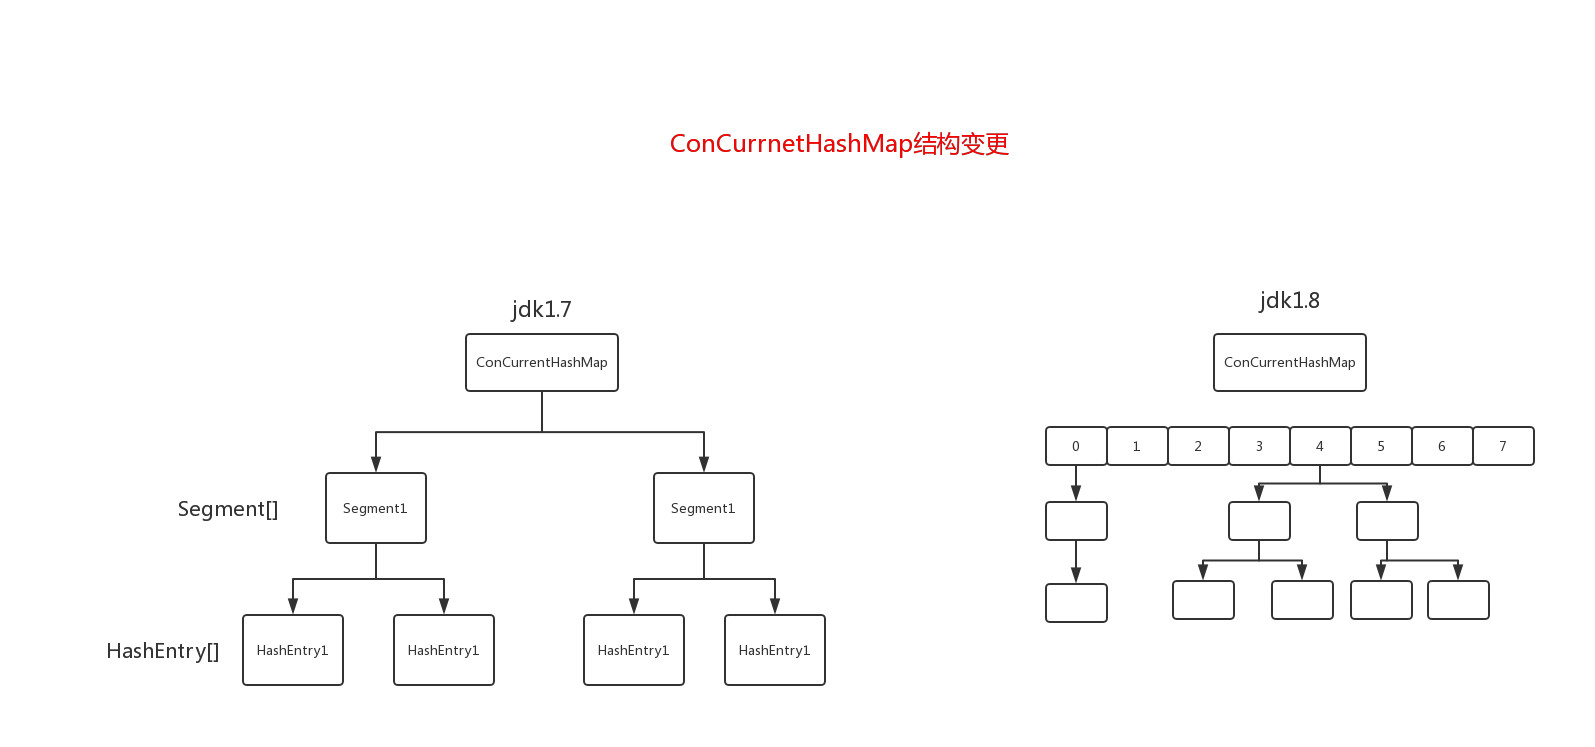 ConCurrnetHashMap结构变更
jdk1.7
ConCurrentHashMap
Segment[]
Segment1
Segment1
HashEntry[]
HashEntry1
HashEntry1
HashEntry1
HashEntry1
jdk1.8
ConCurrentHashMap
0 1 2 3 4 5 6 7